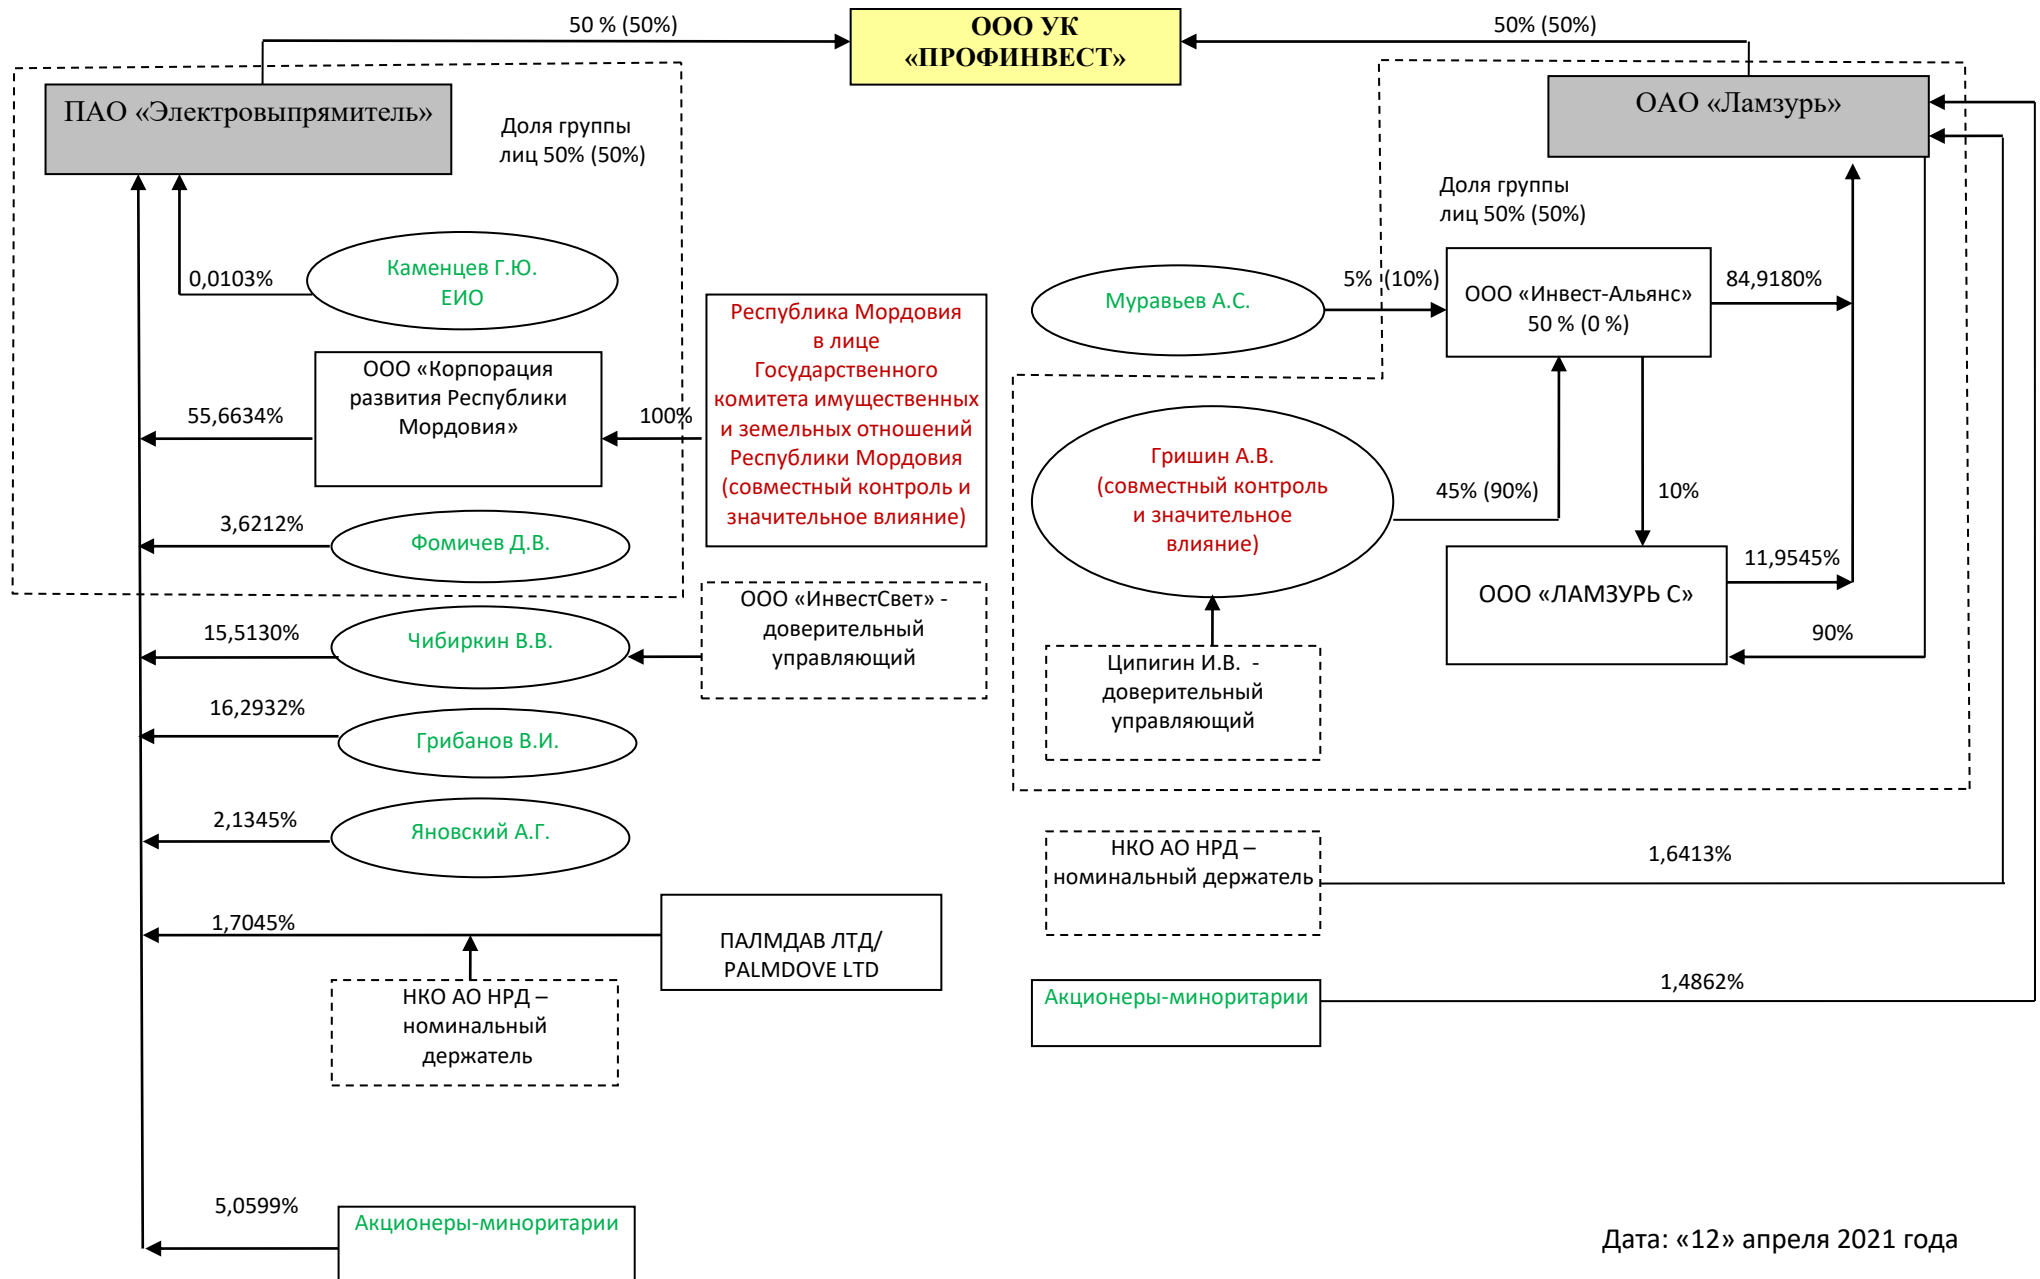 50 % (50%)
ООО УК
«ПРОФИНВЕСТ»
50% (50%)
ПАО «Электровыпрямитель»
Доля группы
лиц 50% (50%)
ОАО «Ламзурь»
Доля группы
лиц 50% (50%)
0,0103%
Каменцев Г.Ю.
ЕИО
ООО «Корпорация
развития Республики
Мордовия»
55,6634%
100%
Республика Мордовия
в лице
Государственного
комитета имущественных
и земельных отношений
Республики Мордовия
(совместный контроль и
значительное влияние)
3,6212%
Фомичев Д.В.
15,5130%
Чибиркин В.В.
ООО «ИнвестСвет» -
доверительный
управляющий
16,2932%
Грибанов В.И.
2,1345%
Яновский А.Г.
1,7045%
ПАЛМДАВ ЛТД/
PALMDOVE LTD
НКО АО НРД –
номинальный
держатель
5,0599%
Акционеры-миноритарии
Муравьев А.С.
5% (10%)
ООО «Инвест-Альянс»
50 % (0 %)
84,9180%
Гришин А.В.
(совместный контроль
и значительное
влияние)
45% (90%)
10%
11,9545%
ООО «ЛАМЗУРЬ С»
90%
Ципигин И.В. -
доверительный
управляющий
НКО АО НРД –
номинальный держатель
1,6413%
Акционеры-миноритарии
1,4862%
Дата: «12» апреля 2021 года